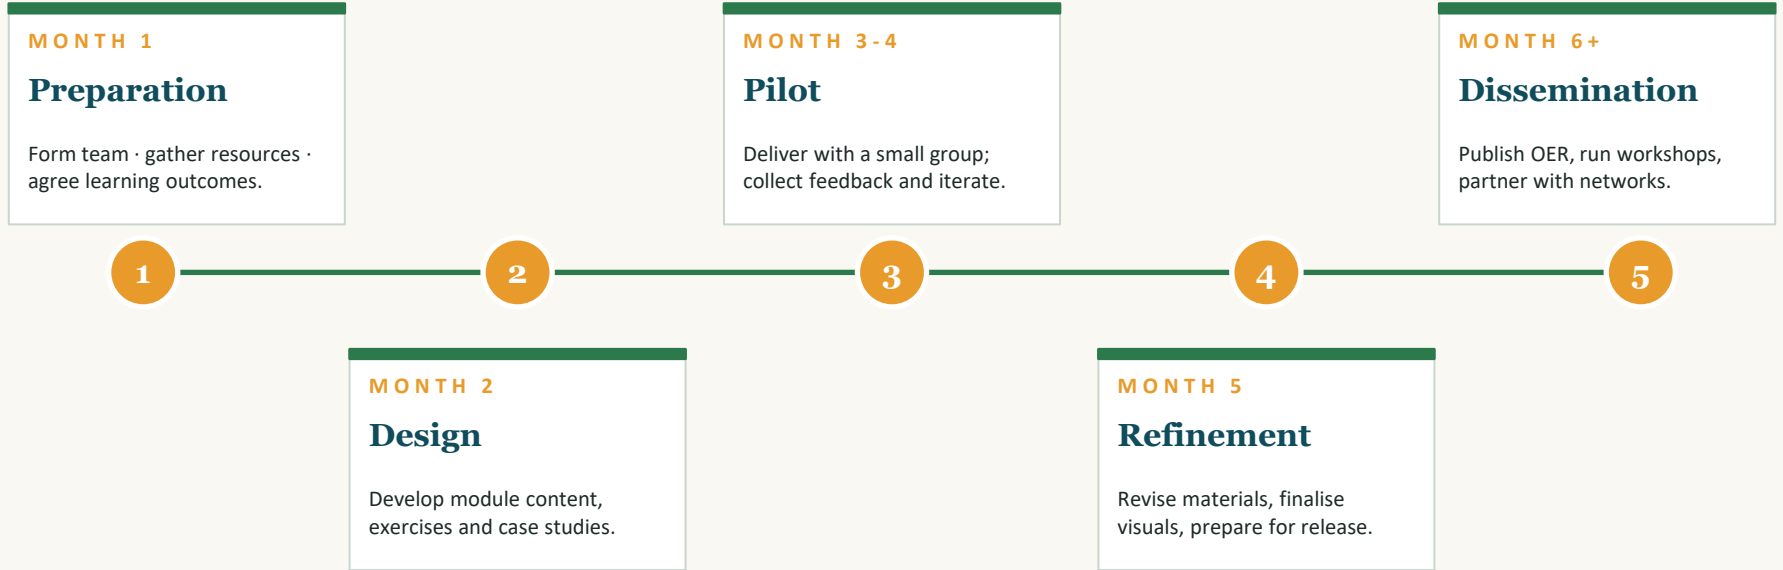 MONTH 1
Preparation
Form team · gather resources ·
agree learning outcomes.
MONTH 3-4
Pilot
Deliver with a small group;
collect feedback and iterate.
MONTH 6+
Dissemination
Publish OER, run workshops,
partner with networks.
1
2
3
4
5
MONTH 2
Design
Develop module content,
exercises and case studies.
MONTH 5
Refinement
Revise materials, finalise
visuals, prepare for release.